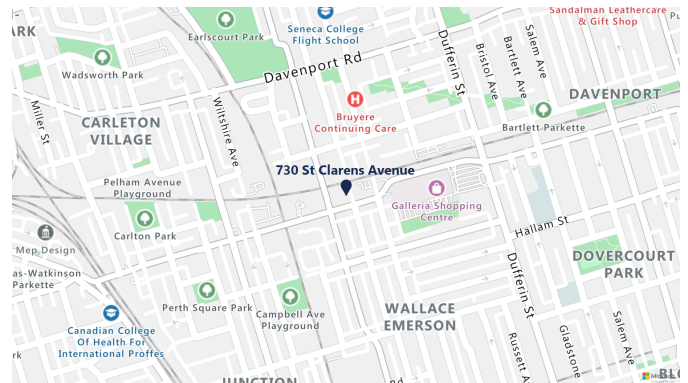 ARK
Earlscourt Park
Seneca College
Flight School
Sandalman Leathercare
& Gift Shop
Wadsworth Park
Davenport Rd
Dufferin St
Bristol Ave
Bartlett Ave
Salem Ave
DAVENPORT
Miller St
CARLETON
VILLAGE
Wiltshire Ave
Bruyere
Continuing Care
Bartlett Parkette
730 St Clarens Avenue
Pelham Avenue
Playground
Galleria Shopping
Centre
Carlton Park
Mep Design
Hallam St
as-Watkinson
Parkette
DOVERCOURT
PARK
Dufferin St
Perth Square Park
Campbell Ave
Playground
WALLACE
EMERSON
Canadian College
Of Health For
International Proffes
Russett A
Gladstone
Salem Ave
JUNCTION
Rd
BLO